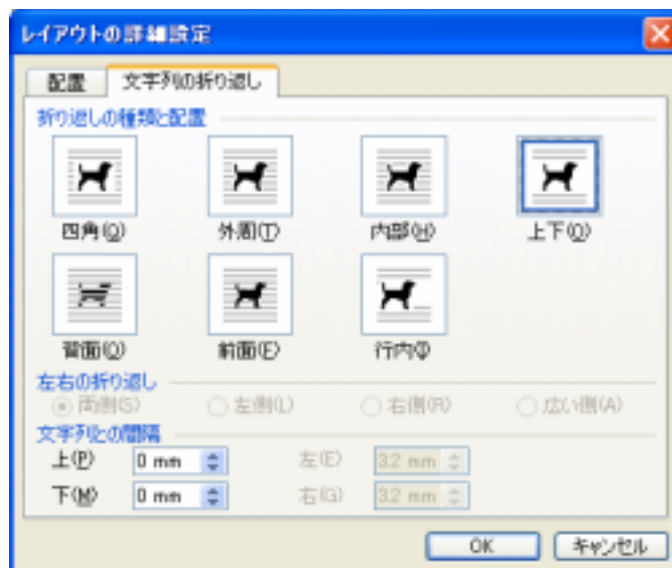 レイアウトの詳細設定
配置 文字列の折り返し
折り返しの種類と配置
四角(Q) 外周(T) 内部(H) 上下(O)
背面(O) 前面(E) 行内(I)
左右の折り返し
両側(S) 左側(L) 右側(R) 広い側(A)
文字列との間隔
上(P) 0 mm 左(E) 3.2 mm
下(M) 0 mm 右(G) 3.2 mm
OK キャンセル